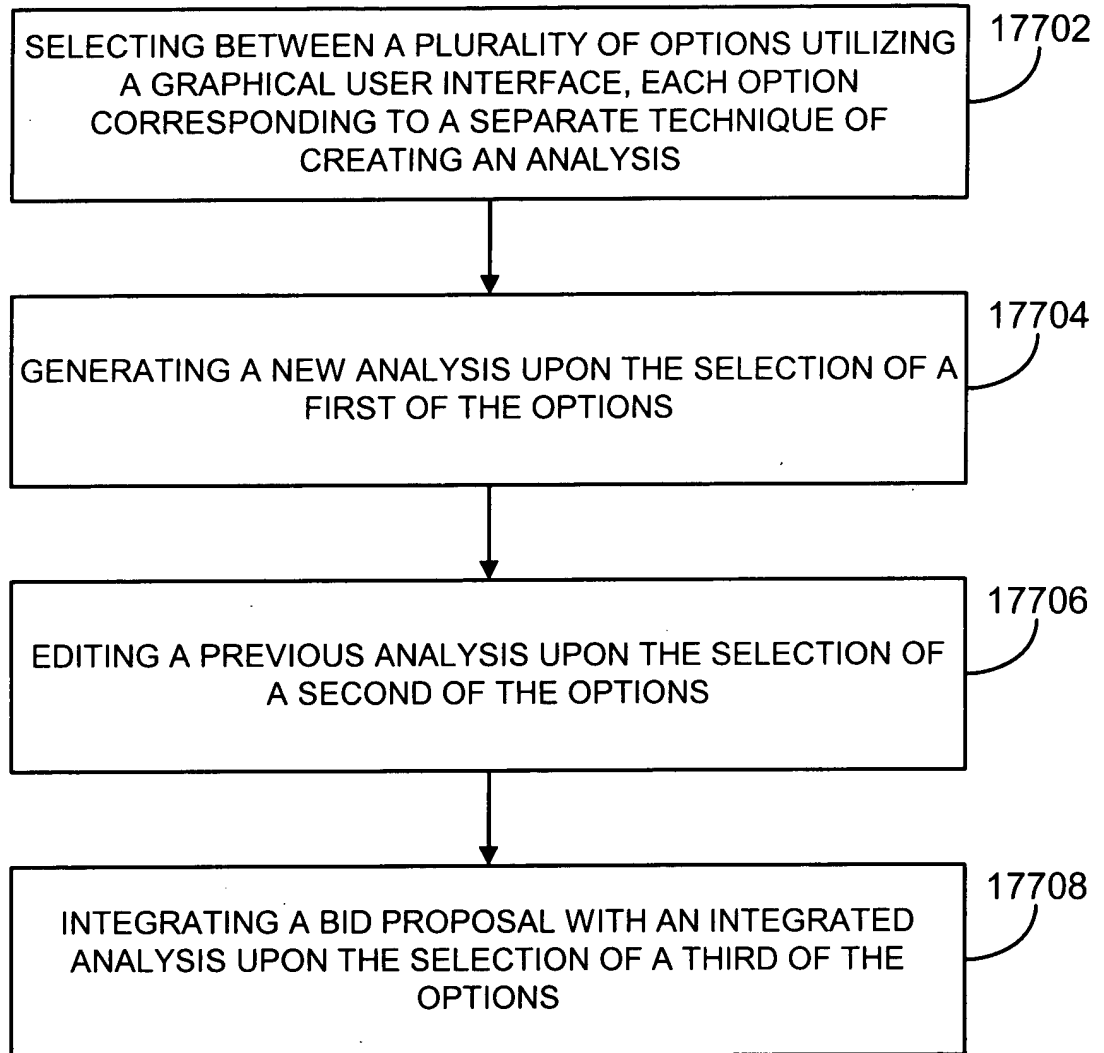 SELECTING BETWEEN A PLURALITY OF OPTIONS UTILIZING
A GRAPHICAL USER INTERFACE, EACH OPTION
CORRESPONDING TO A SEPARATE TECHNIQUE OF
CREATING AN ANALYSIS
17702
GENERATING A NEW ANALYSIS UPON THE SELECTION OF A
FIRST OF THE OPTIONS
17704
EDITING A PREVIOUS ANALYSIS UPON THE SELECTION OF
A SECOND OF THE OPTIONS
17706
INTEGRATING A BID PROPOSAL WITH AN INTEGRATED
ANALYSIS UPON THE SELECTION OF A THIRD OF THE
OPTIONS
17708